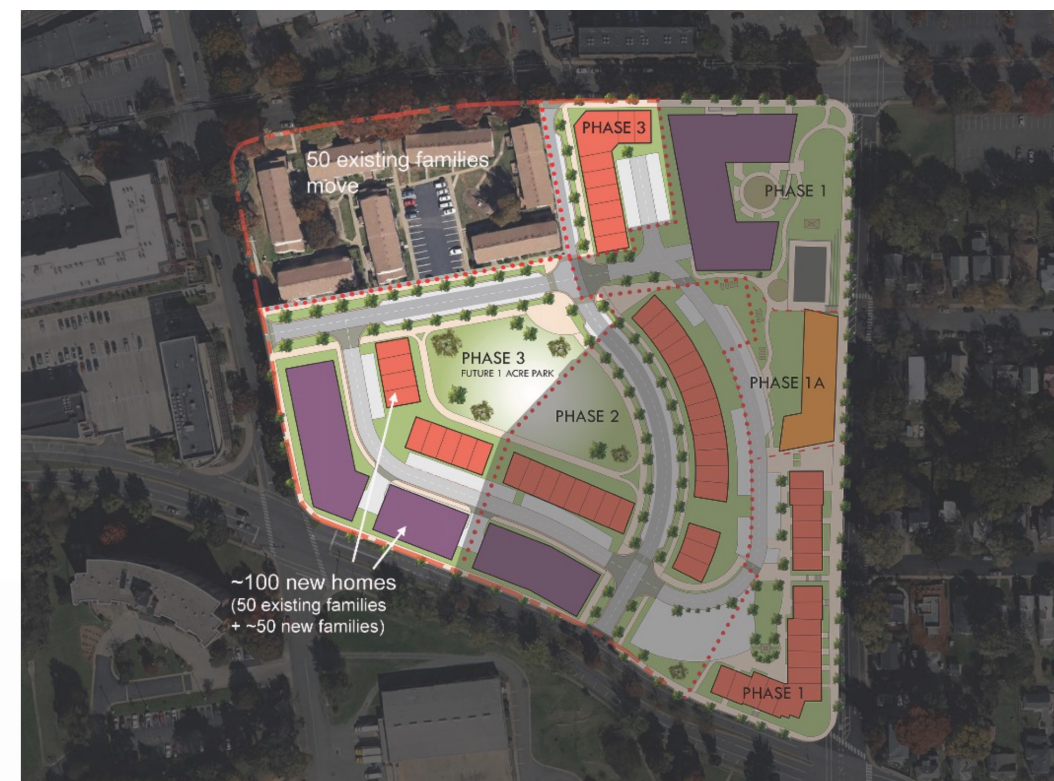 PHASE 3
50 existing families
move
PHASE 1
PHASE 3
FUTURE 1 ACRE PARK
PHASE 1A
PHASE 2
~100 new homes
(50 existing families
+ ~50 new families)
PHASE 1